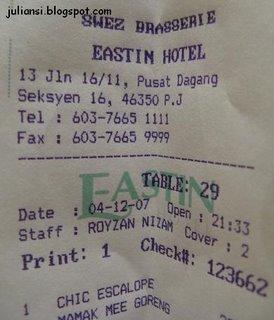 juliansi.blogspot.com
SWEZ BRASSERIE
EASTIN HOTEL
13 Jln 16/11, Pusat Dagang
Seksyen 16, 46350 P.J
Tel : 603-7665 1111
Fax : 603-7665 9999
EASTIN
TABLE: 29
Date : 04-12-07 Open : 21:33
Staff : ROYZAN NIZAM Cover : 2
Print: 1 Check#: 123662
1 CHIC ESCALOPE
MAMAK MEE GORENG